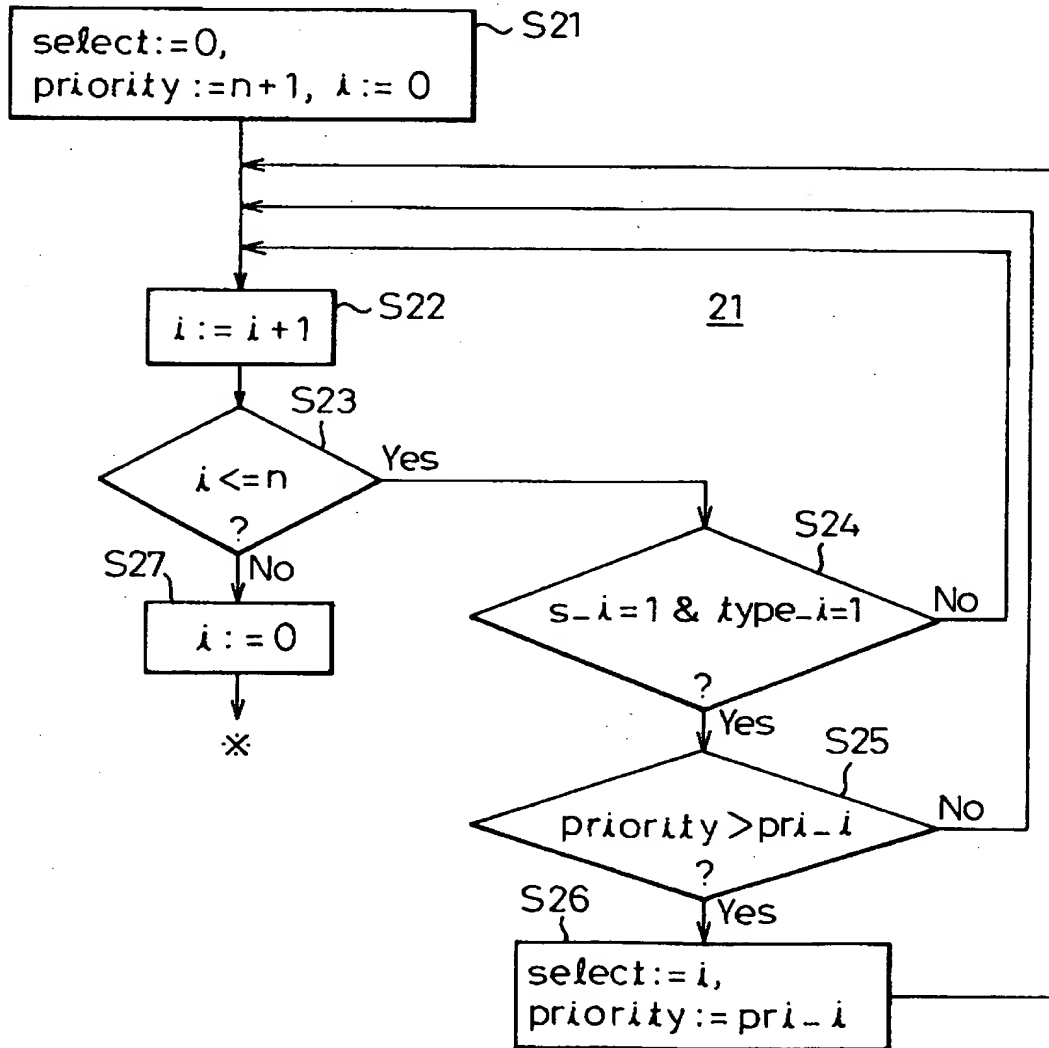 select:=0,
priority:=n+1, i:=0
S21
i:=i+1
S22
21
i<=n
?
S23
Yes
No
S27
i:=0
※
s_i=1 & type_i=1
?
S24
No
Yes
priority>pri_i
?
S25
No
Yes
S26
select:=i,
priority:=pri_i